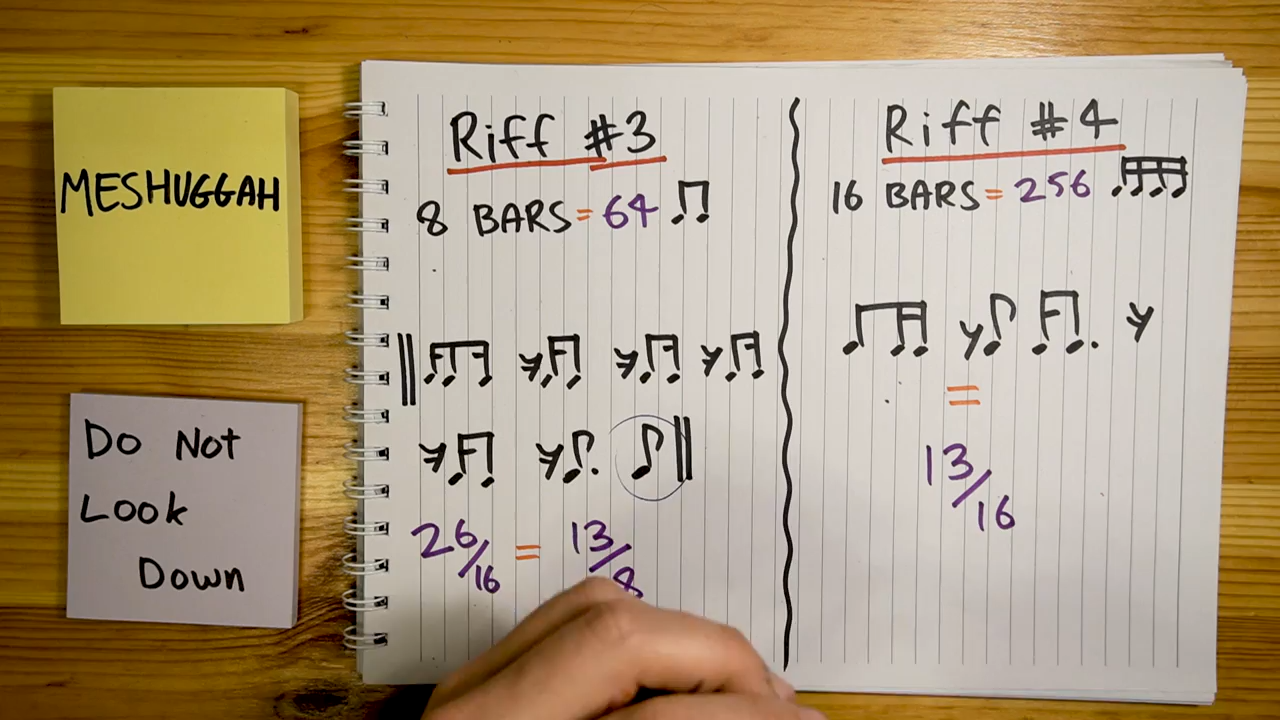 MESHUGGAH
Do Not
Look
Down
Riff #3
8 BARS = 64
26/16 = 13/8
Riff #4
16 BARS = 256
=
13/16